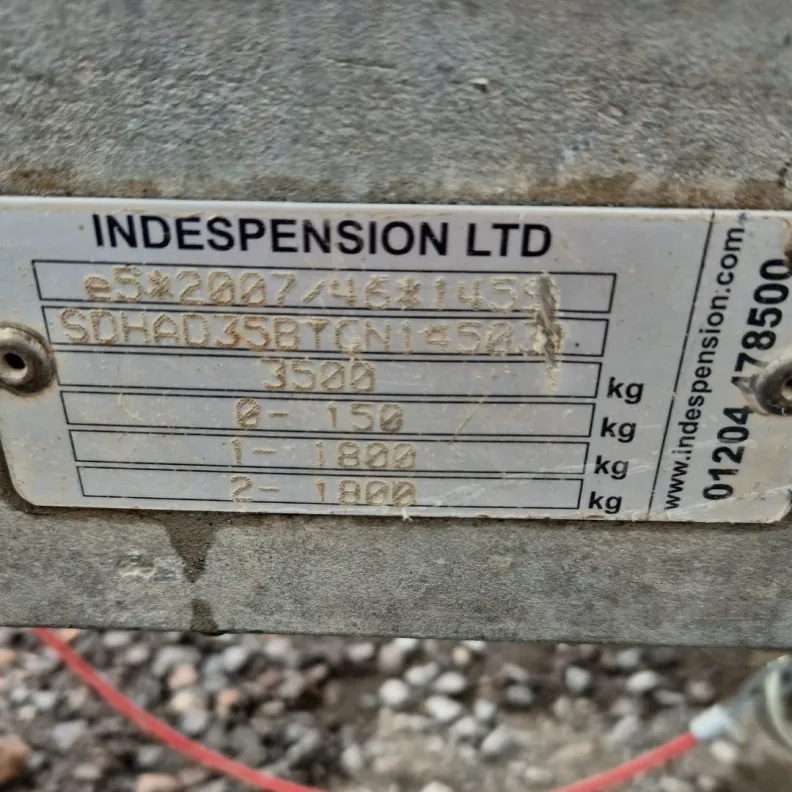 INDESPENSION LTD
3500 kg
0- 150 kg
1- 1800 kg
2- 1800 kg
www.indespension.com
01204 478500